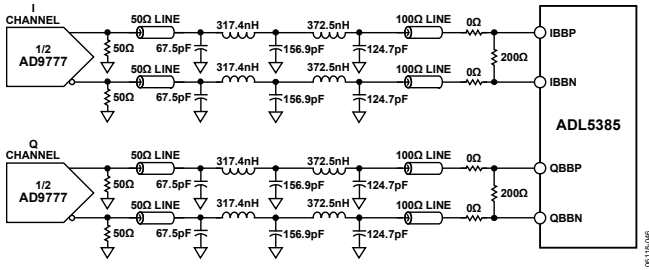 I
CHANNEL
1/2
AD9777
50Ω
50Ω LINE
67.5pF
317.4nH
156.9pF
372.5nH
124.7pF
100Ω LINE
0Ω
IBBP
50Ω
50Ω LINE
67.5pF
317.4nH
156.9pF
372.5nH
124.7pF
100Ω LINE
0Ω
200Ω
IBBN
ADL5385
Q
CHANNEL
1/2
AD9777
50Ω
50Ω LINE
67.5pF
317.4nH
156.9pF
372.5nH
124.7pF
100Ω LINE
0Ω
QBBP
50Ω
50Ω LINE
67.5pF
317.4nH
156.9pF
372.5nH
124.7pF
100Ω LINE
0Ω
200Ω
QBBN
06118-046